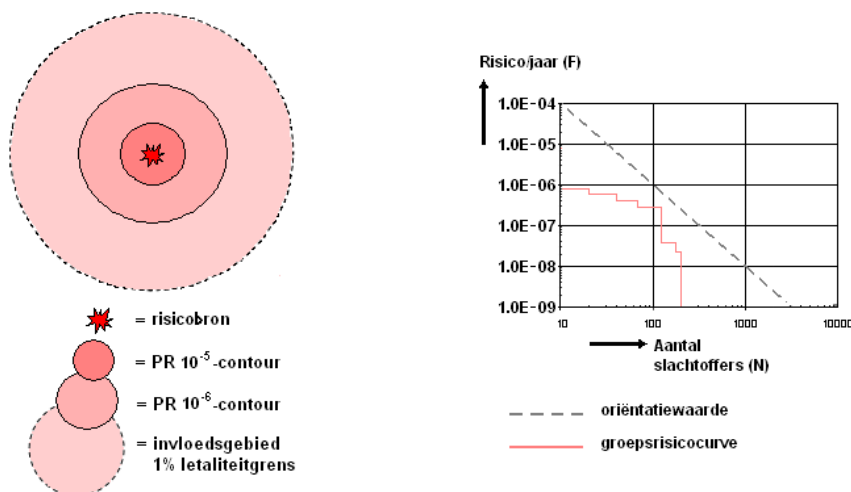 = risicobron
= PR 10⁻⁵-contour
= PR 10⁻⁶-contour
= invloedsgebied
1% letaliteitgrens
Risico/jaar (F)
1.0E-04
1.0E-05
1.0E-06
1.0E-07
1.0E-08
1.0E-09
10 100 1000 10000
Aantal
slachtoffers (N)
oriëntatiewaarde
groepsrisicocurve